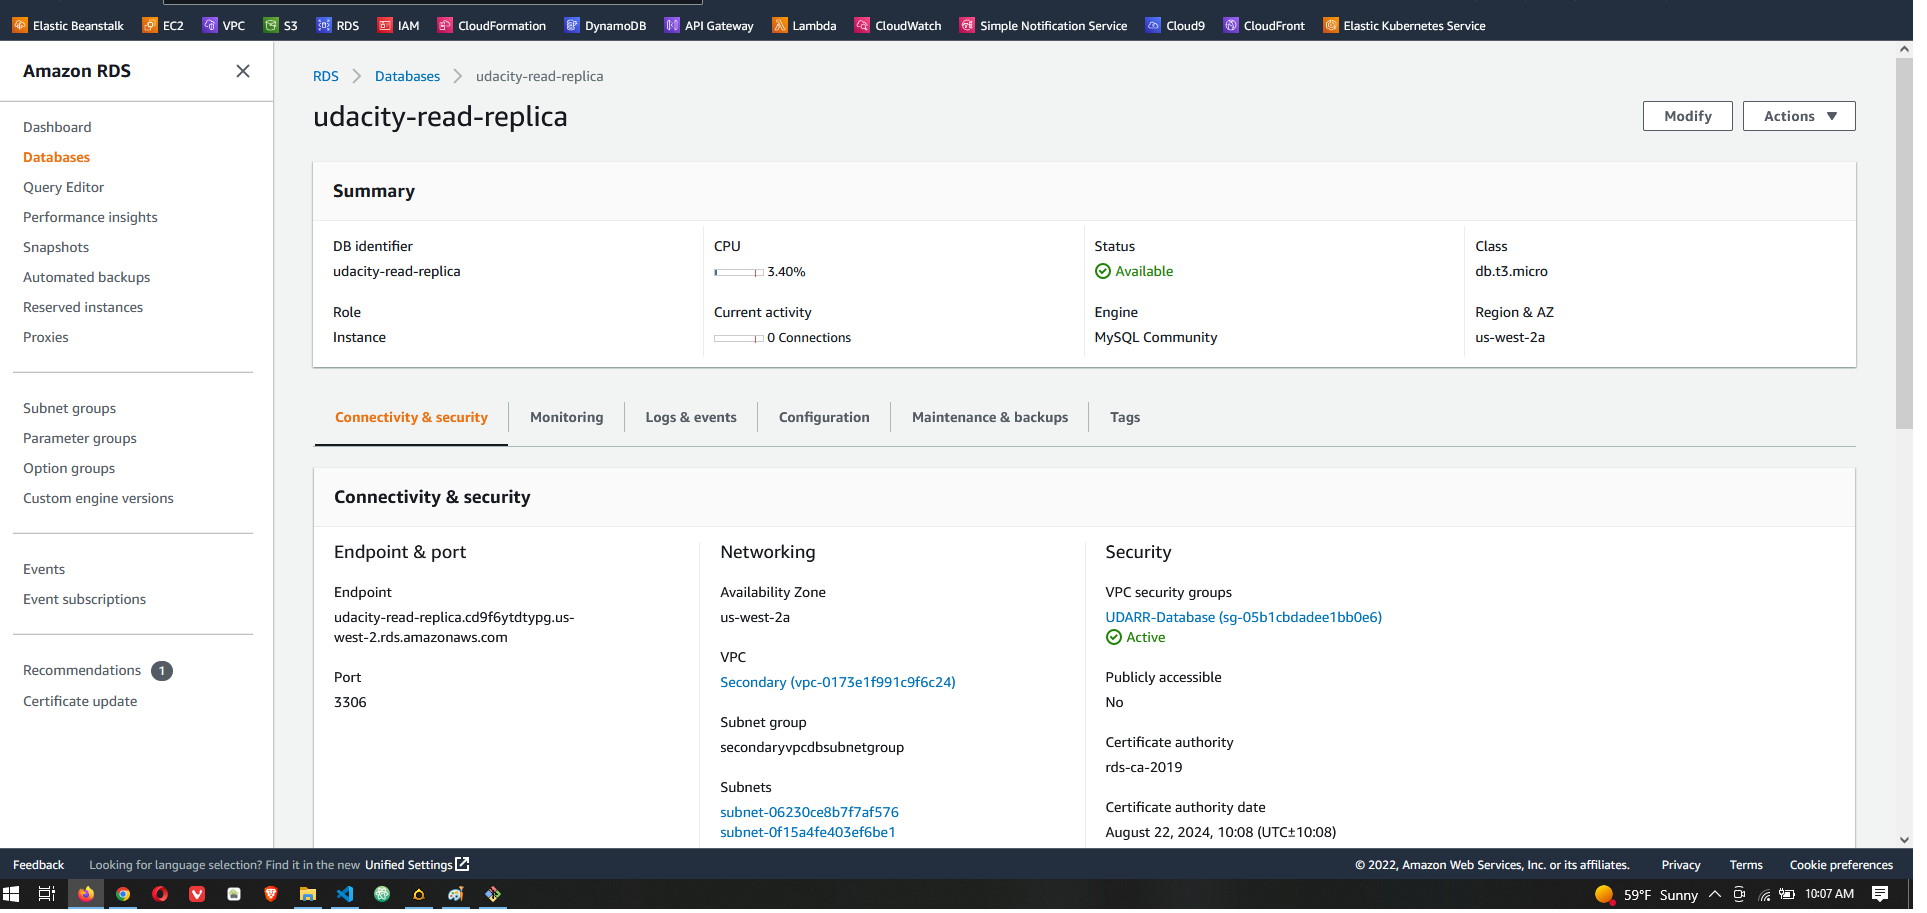 Elastic Beanstalk EC2 VPC S3 RDS IAM CloudFormation DynamoDB API Gateway Lambda CloudWatch Simple Notification Service Cloud9 CloudFront Elastic Kubernetes Service
Amazon RDS
Dashboard
Databases
Query Editor
Performance insights
Snapshots
Automated backups
Reserved instances
Proxies
Subnet groups
Parameter groups
Option groups
Custom engine versions
Events
Event subscriptions
Recommendations 1
Certificate update
RDS Databases udacity-read-replica
udacity-read-replica
Modify Actions
Summary
DB identifier
udacity-read-replica
Role
Instance
CPU
3.40%
Current activity
0 Connections
Status
Available
Engine
MySQL Community
Class
db.t3.micro
Region & AZ
us-west-2a
Connectivity & security Monitoring Logs & events Configuration Maintenance & backups Tags
Connectivity & security
Endpoint & port
Endpoint
udacity-read-replica.cd9f6ytdtypg.us-
west-2.rds.amazonaws.com
Port
3306
Networking
Availability Zone
us-west-2a
VPC
Secondary (vpc-0173e1f991c9f6c24)
Subnet group
secondaryvpcdbsubnetgroup
Subnets
subnet-06230ce8b7f7af576
subnet-0f15a4fe403ef6be1
Security
VPC security groups
UDARR-Database (sg-05b1cbdadee1bb0e6)
Active
Publicly accessible
No
Certificate authority
rds-ca-2019
Certificate authority date
August 22, 2024, 10:08 (UTC±10:08)
Feedback Looking for language selection? Find it in the new Unified Settings © 2022, Amazon Web Services, Inc. or its affiliates. Privacy Terms Cookie preferences
59°F Sunny 10:07 AM